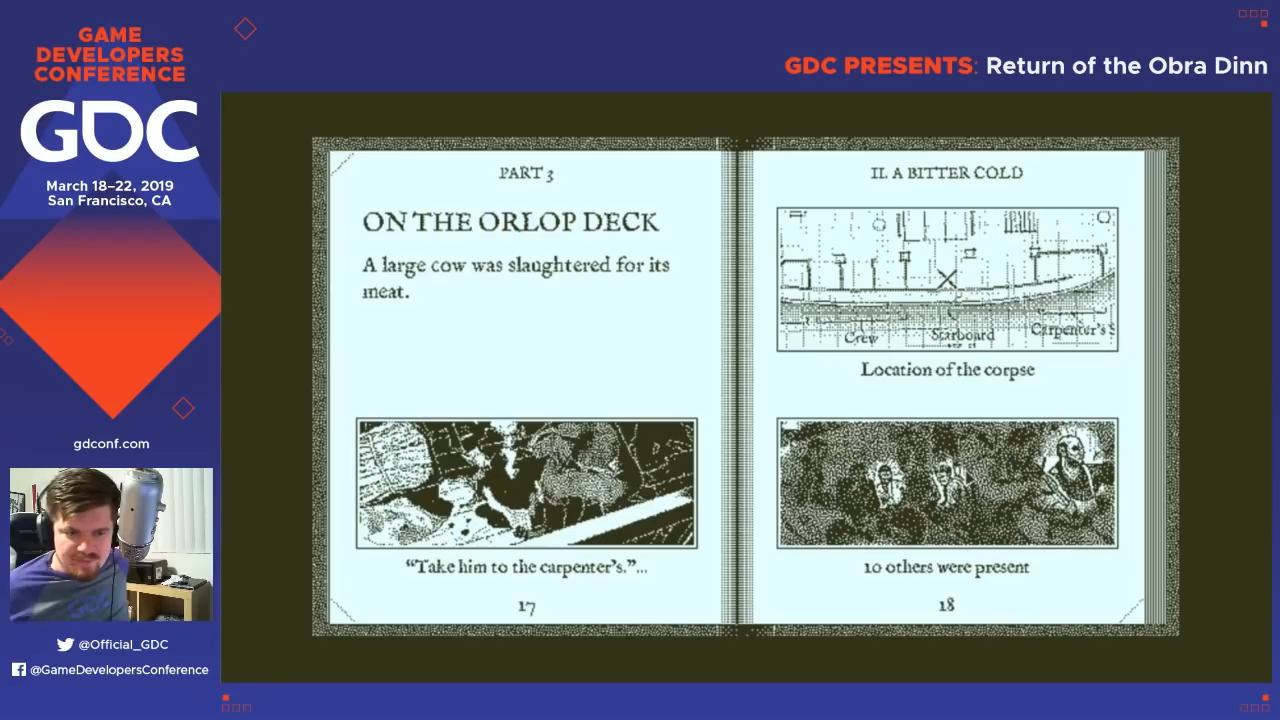 GAME
DEVELOPERS
CONFERENCE
GDC
March 18–22, 2019
San Francisco, CA
gdconf.com
@Official_GDC
@GameDevelopersConference
GDC PRESENTS: Return of the Obra Dinn
PART 3
ON THE ORLOP DECK
A large cow was slaughtered for its
meat.
“Take him to the carpenter’s.”...
17
II. A BITTER COLD
Crew
Starboard
Carpenter's S
Location of the corpse
10 others were present
18